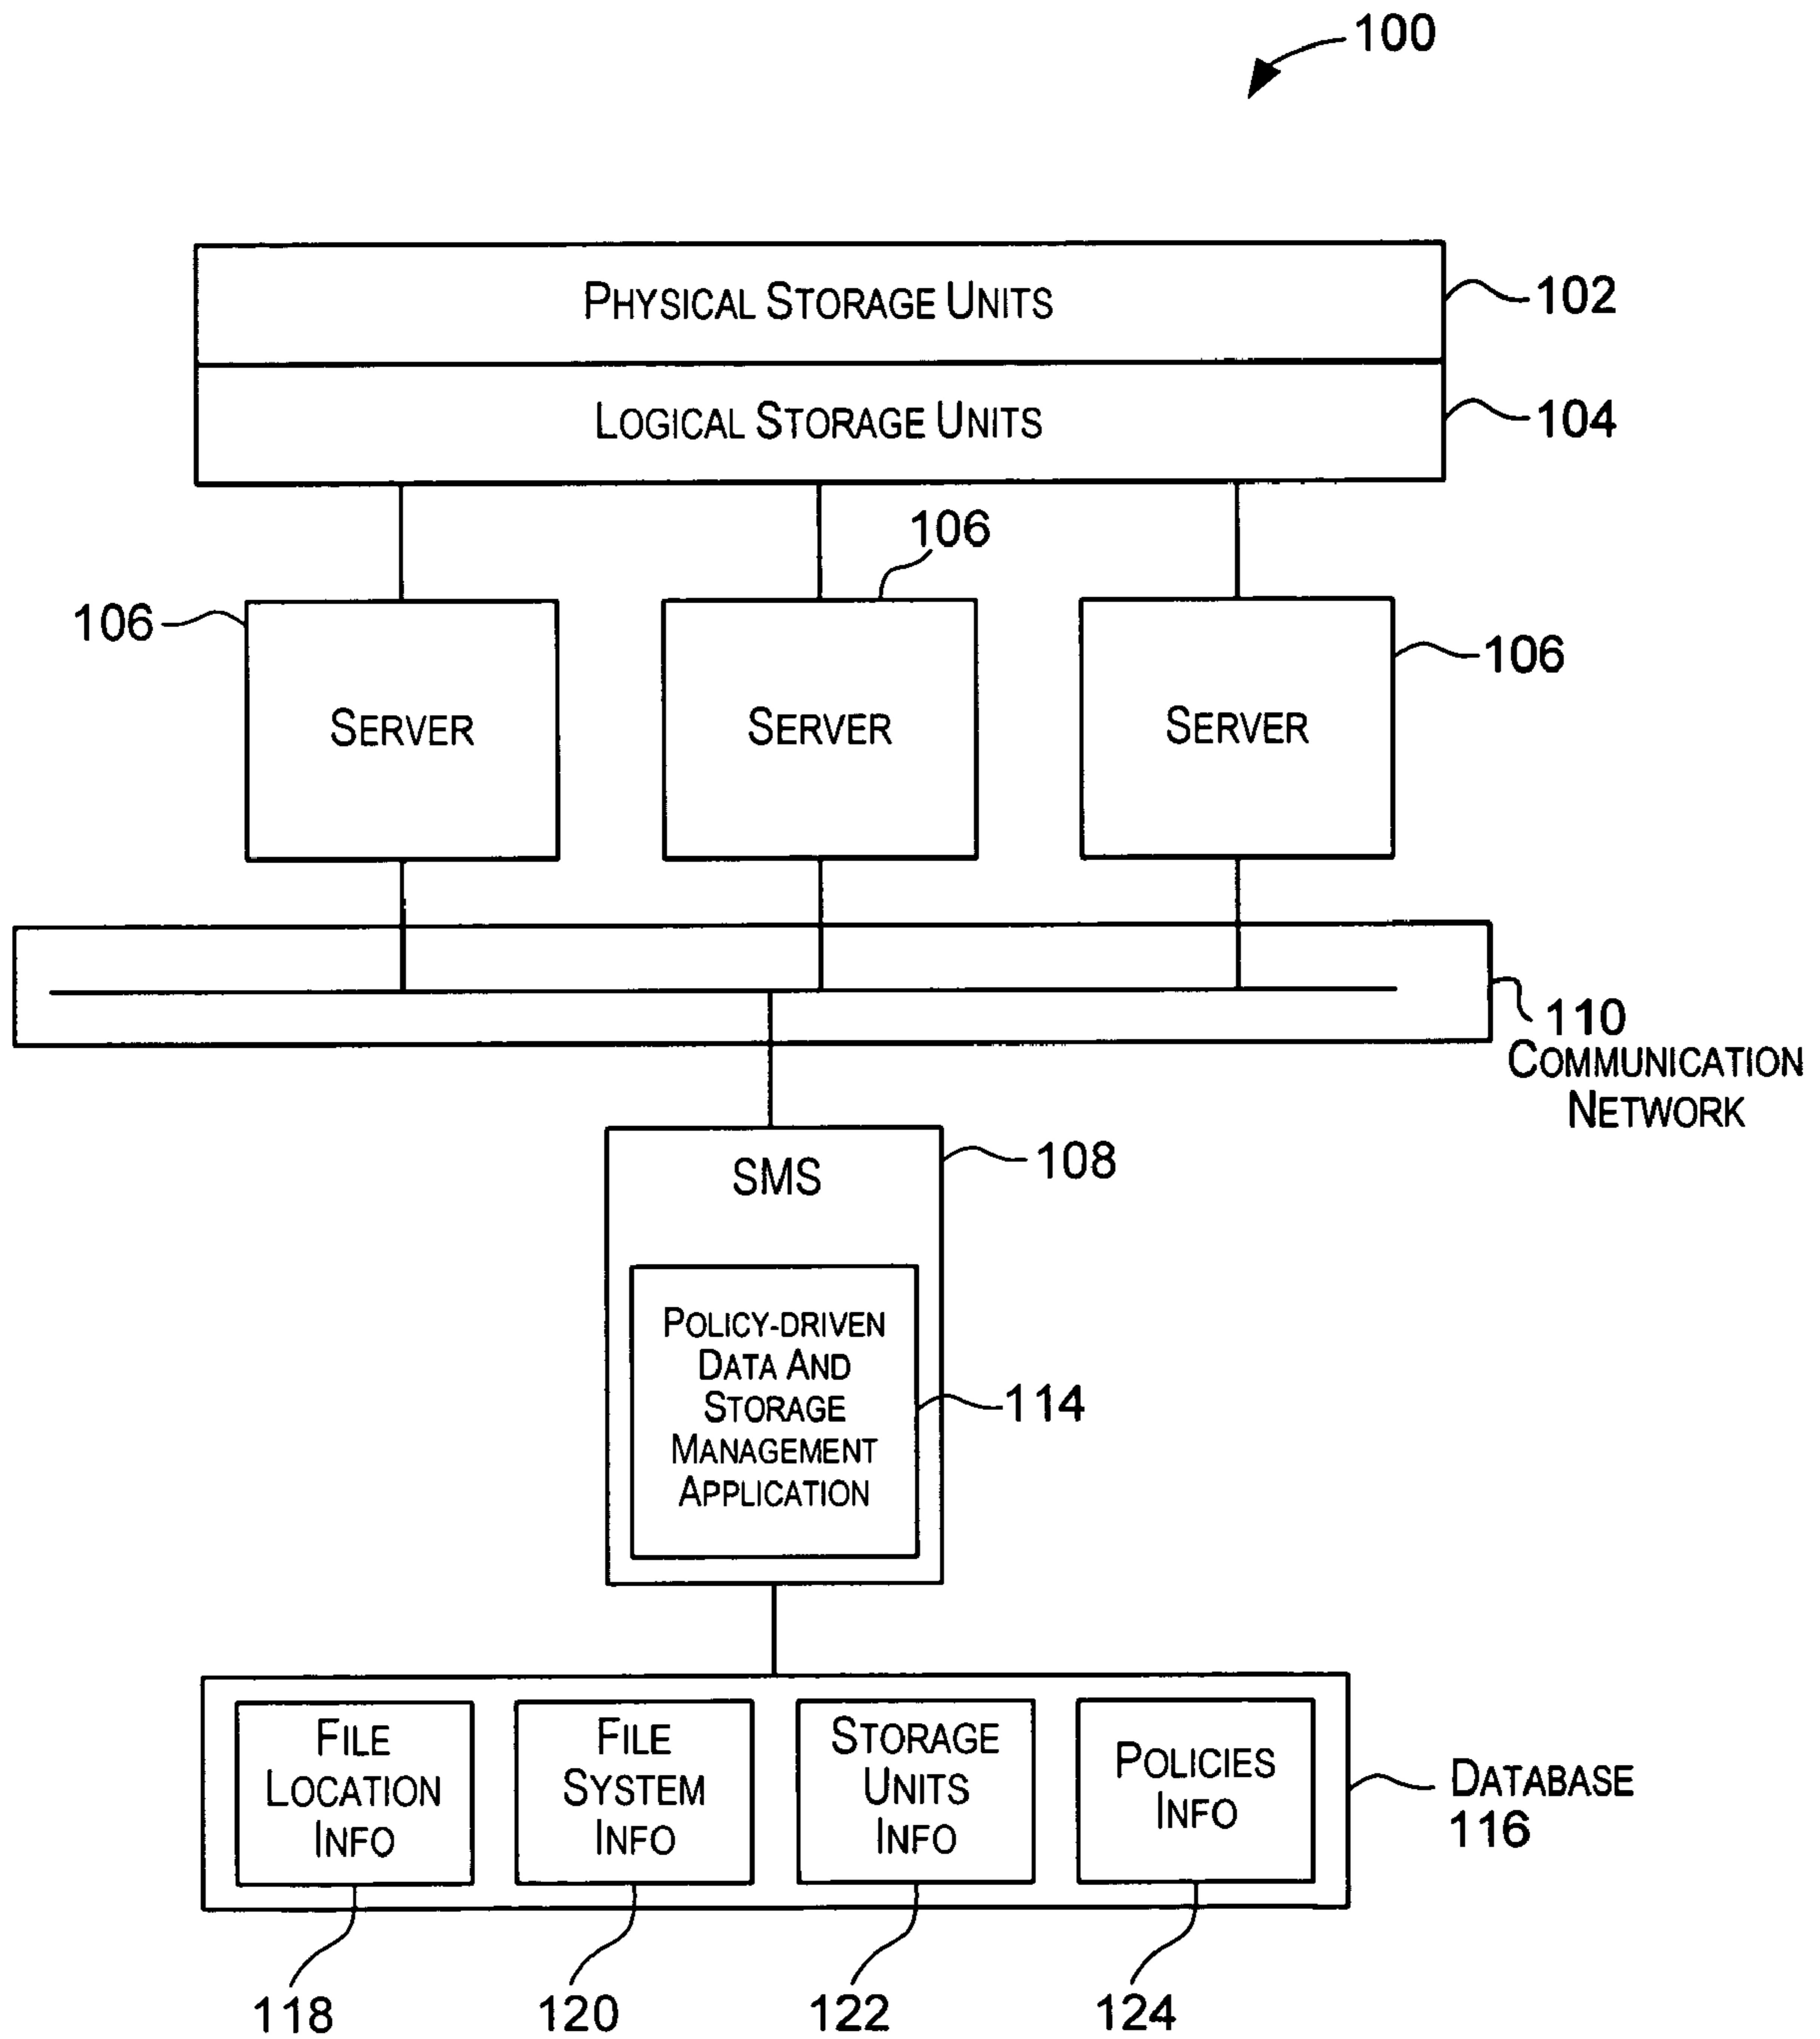 100
PHYSICAL STORAGE UNITS
102
LOGICAL STORAGE UNITS
104
106
106
106
SERVER
SERVER
SERVER
110
COMMUNICATION
NETWORK
SMS
108
POLICY-DRIVEN
DATA AND
STORAGE
MANAGEMENT
APPLICATION
114
FILE
LOCATION
INFO
FILE
SYSTEM
INFO
STORAGE
UNITS
INFO
POLICIES
INFO
DATABASE
116
118
120
122
124